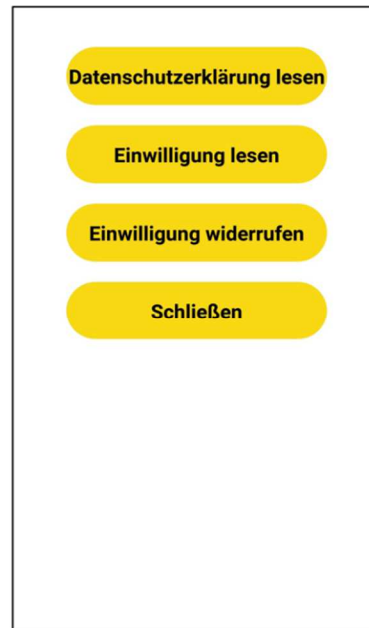 Datenschutzerklärung lesen
Einwilligung lesen
Einwilligung widerrufen
Schließen